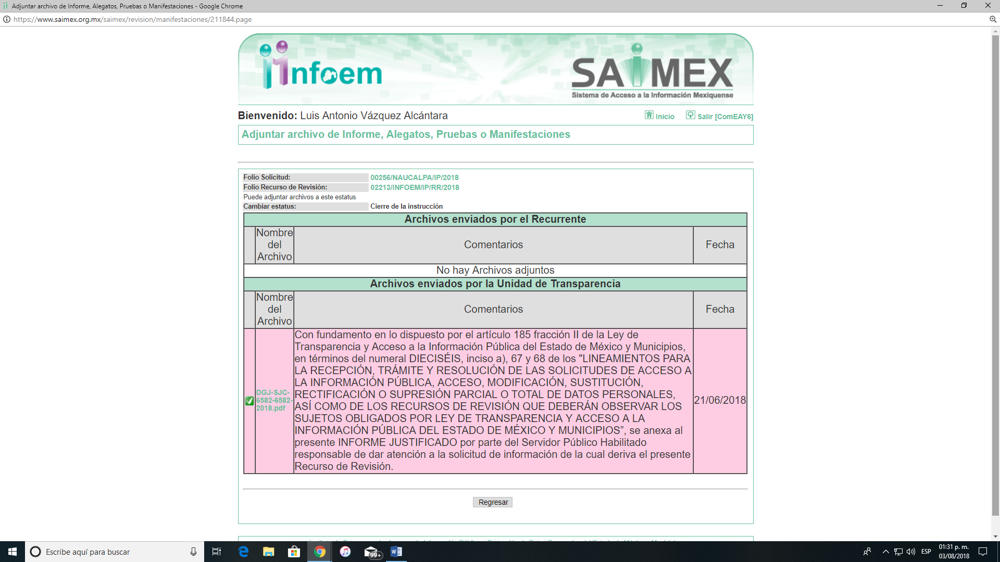 Adjuntar archivo de Informe, Alegatos, Pruebas o Manifestaciones - Google Chrome
https://www.saimex.org.mx/saimex/revision/manifestaciones/211844.page
infoem
SAIMEX
Sistema de Acceso a la Información Mexiquense
Bienvenido: Luis Antonio Vázquez Alcántara
Inicio
Salir [ComEAY6]
Adjuntar archivo de Informe, Alegatos, Pruebas o Manifestaciones
Folio Solicitud: 00256/NAUCALPA/IP/2018
Folio Recurso de Revisión: 02213/INFOEM/IP/RR/2018
Puede adjuntar archivos a este estatus
Cambiar estatus: Cierre de la instrucción
Archivos enviados por el Recurrente
Nombre
del
Archivo
Comentarios
Fecha
No hay Archivos adjuntos
Archivos enviados por la Unidad de Transparencia
Nombre
del
Archivo
Comentarios
Fecha
DGJ-SJC-
6582-6582-
2018.pdf
Con fundamento en lo dispuesto por el artículo 185 fracción II de la Ley de
Transparencia y Acceso a la Información Pública del Estado de México y Municipios,
en términos del numeral DIECISÉIS, inciso a), 67 y 68 de los "LINEAMIENTOS PARA
LA RECEPCIÓN, TRÁMITE Y RESOLUCIÓN DE LAS SOLICITUDES DE ACCESO A
LA INFORMACIÓN PÚBLICA, ACCESO, MODIFICACIÓN, SUSTITUCIÓN,
RECTIFICACIÓN O SUPRESIÓN PARCIAL O TOTAL DE DATOS PERSONALES,
ASÍ COMO DE LOS RECURSOS DE REVISIÓN QUE DEBERÁN OBSERVAR LOS
SUJETOS OBLIGADOS POR LEY DE TRANSPARENCIA Y ACCESO A LA
INFORMACIÓN PÚBLICA DEL ESTADO DE MÉXICO Y MUNICIPIOS”, se anexa al
presente INFORME JUSTIFICADO por parte del Servidor Público Habilitado
responsable de dar atención a la solicitud de información de la cual deriva el presente
Recurso de Revisión.
21/06/2018
Regresar
Escribe aquí para buscar
99+
ESP
01:31 p. m.
03/08/2018